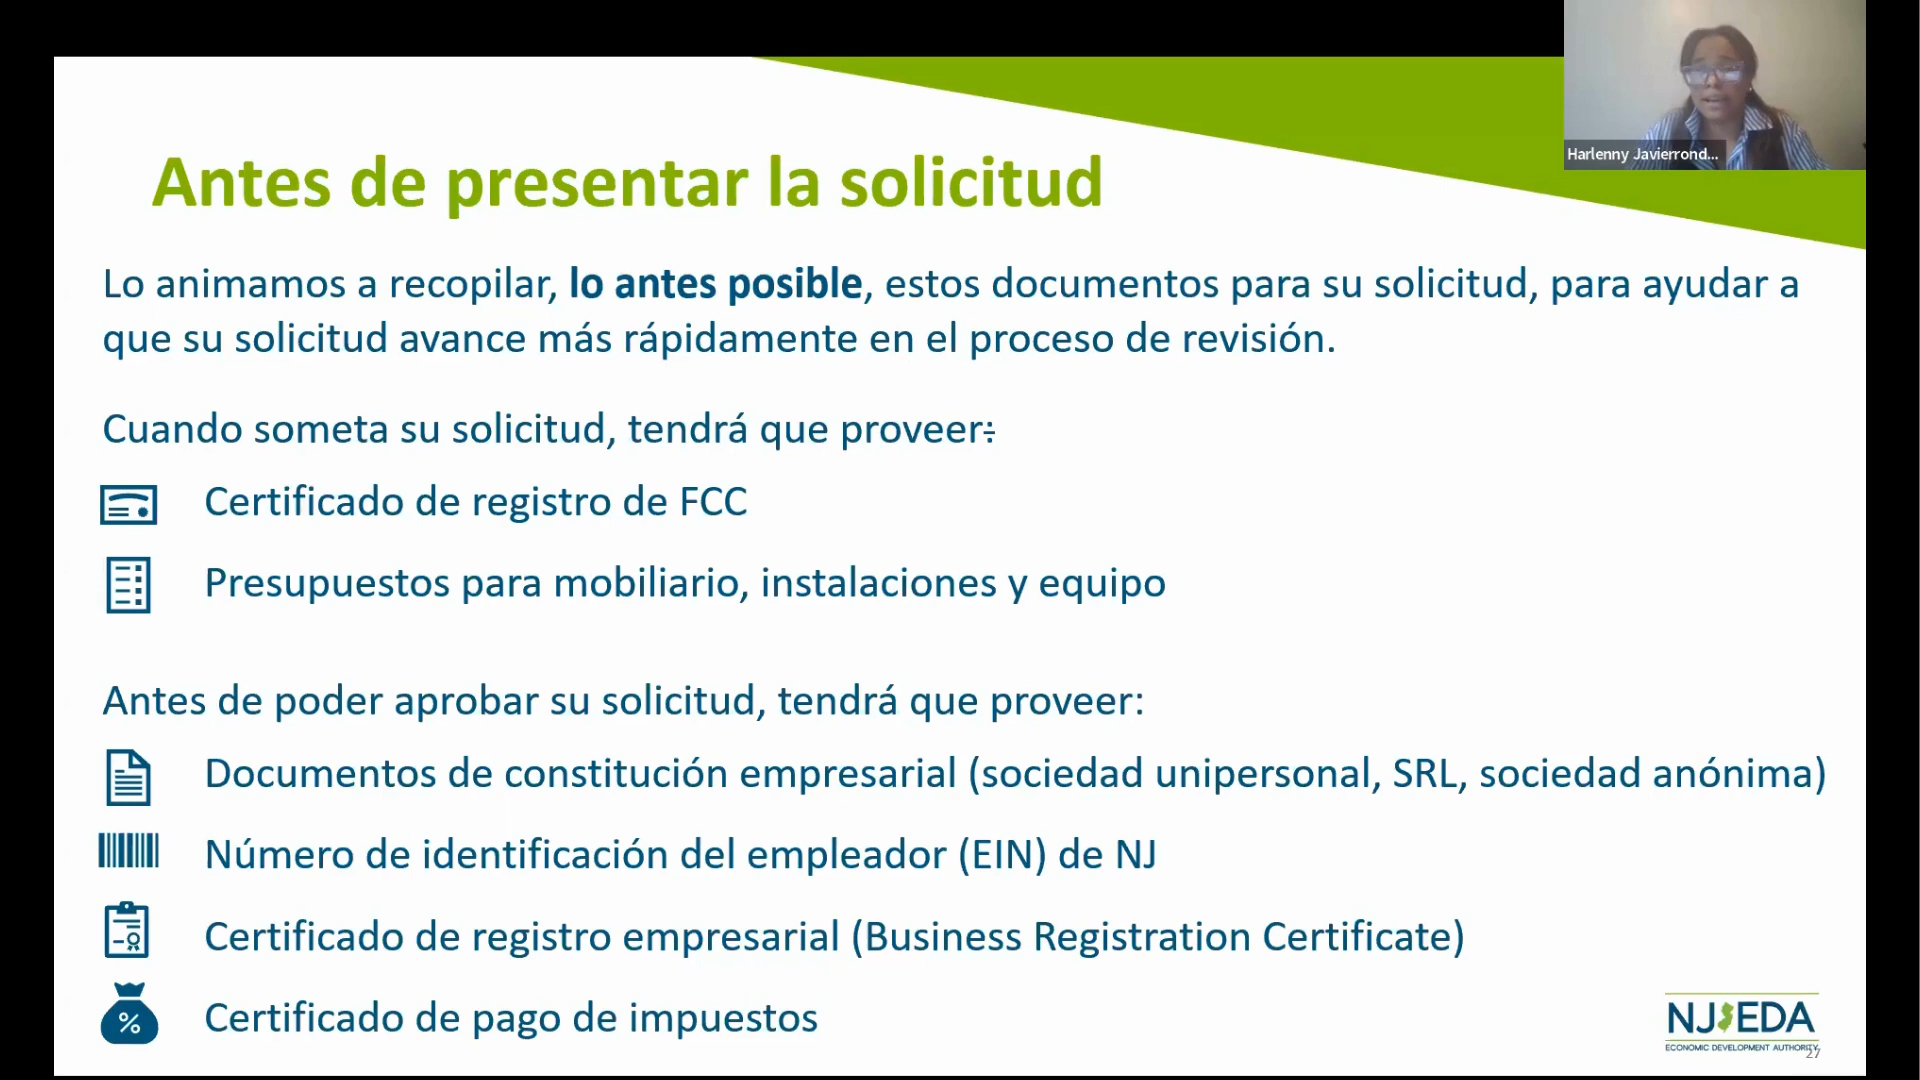 Harlenny Javierrond...
Antes de presentar la solicitud
Lo animamos a recopilar, lo antes posible, estos documentos para su solicitud, para ayudar a
que su solicitud avance más rápidamente en el proceso de revisión.
Cuando someta su solicitud, tendrá que proveer:
Certificado de registro de FCC
Presupuestos para mobiliario, instalaciones y equipo
Antes de poder aprobar su solicitud, tendrá que proveer:
Documentos de constitución empresarial (sociedad unipersonal, SRL, sociedad anónima)
Número de identificación del empleador (EIN) de NJ
Certificado de registro empresarial (Business Registration Certificate)
%
Certificado de pago de impuestos
NJEDA
ECONOMIC DEVELOPMENT AUTHORITY
27